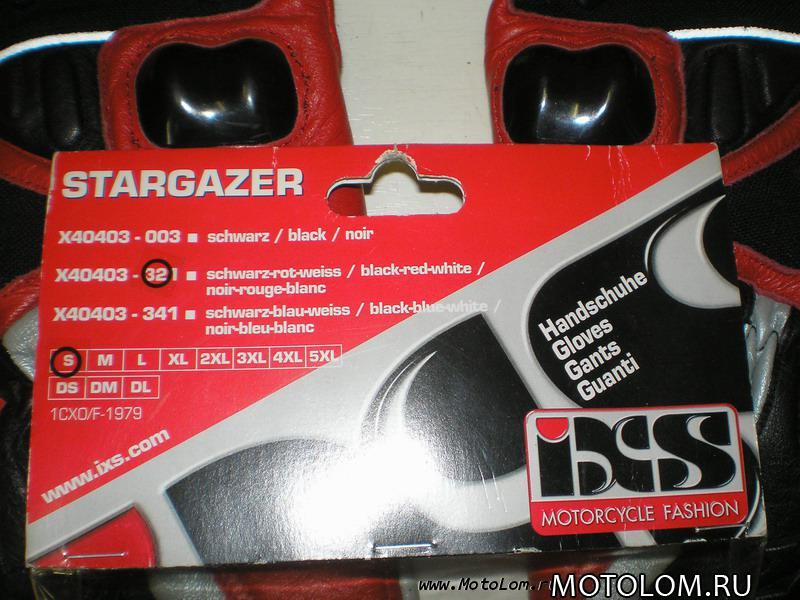 STARGAZER
X40403 - 003 ■ schwarz / black / noir
X40403 - 321 ■ schwarz-rot-weiss / black-red-white /
noir-rouge-blanc
X40403 - 341 ■ schwarz-blau-weiss / black-blue-white /
noir-bleu-blanc
S M L XL 2XL 3XL 4XL 5XL
DS DM DL
1CXO/F-1979
www.ixs.com
Handschuhe
Gloves
Gants
Guanti
iXS
MOTORCYCLE FASHION
www.MotoLom.ru
MOTOLOM.RU